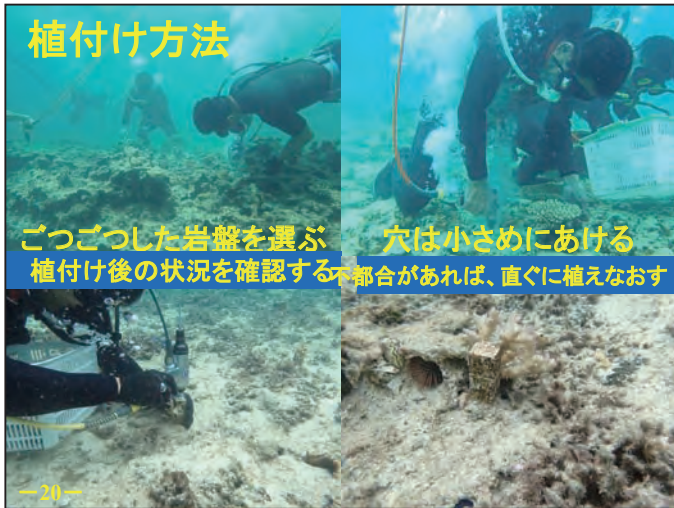 植付け方法
ごつごつした岩盤を選ぶ
穴は小さめにあける
植付け後の状況を確認する
不都合があれば、直ぐに植えなおす
−20−